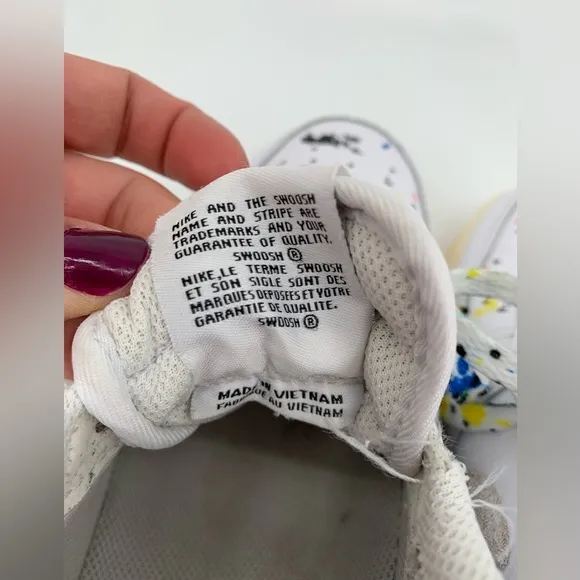 NIKE AND THE SWOOSH
NAME AND STRIPE ARE
TRADEMARKS AND YOUR
GUARANTEE OF QUALITY.
SWOOSH ®
NIKE, LE TERME SWOOSH
ET SON SIGLE SONT DES
MARQUES DEPOSEES ET VOTRE
GARANTIE DE QUALITE.
SWOOSH ®
MADE IN VIETNAM
FABRIQUE AU VIETNAM